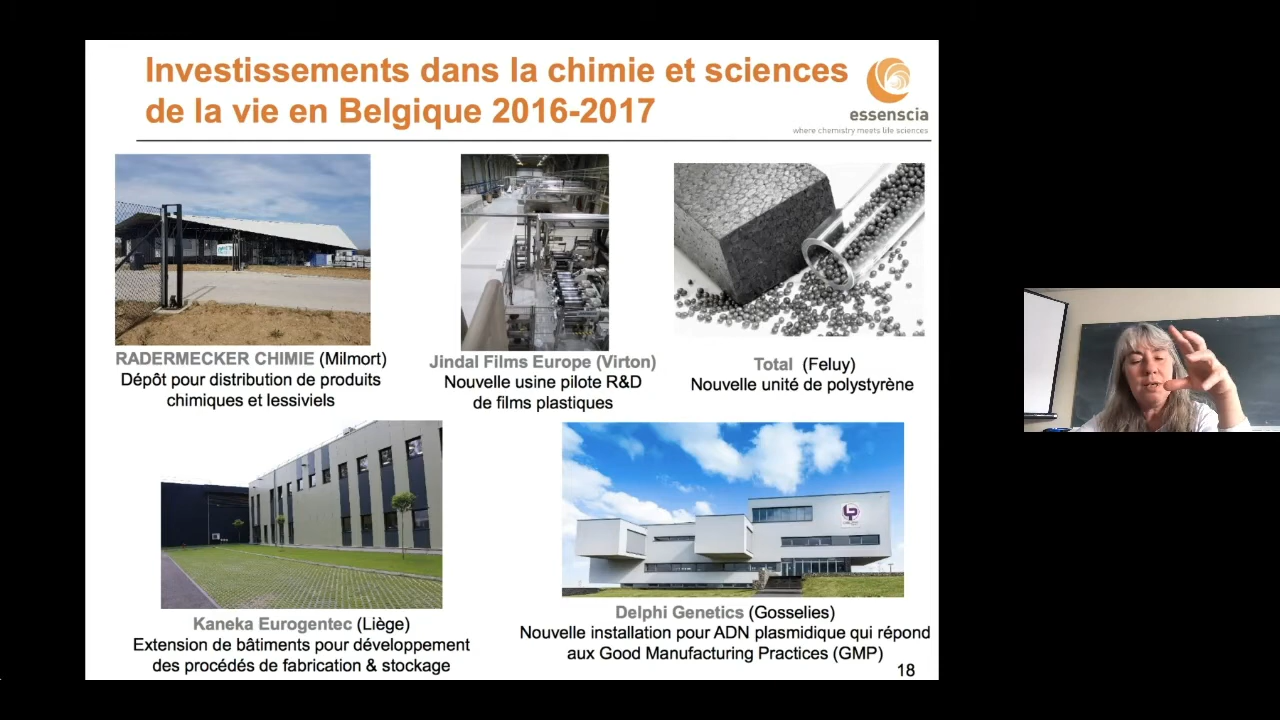 Investissements dans la chimie et sciences
de la vie en Belgique 2016-2017
essenscia
where chemistry meets life sciences
RADERMECKER CHIMIE (Milmort)
Dépôt pour distribution de produits
chimiques et lessiviels
Jindal Films Europe (Virton)
Nouvelle usine pilote R&D
de films plastiques
Total (Feluy)
Nouvelle unité de polystyrène
Kaneka Eurogentec (Liège)
Extension de bâtiments pour développement
des procédés de fabrication & stockage
Delphi Genetics (Gosselies)
Nouvelle installation pour ADN plasmidique qui répond
aux Good Manufacturing Practices (GMP)
18